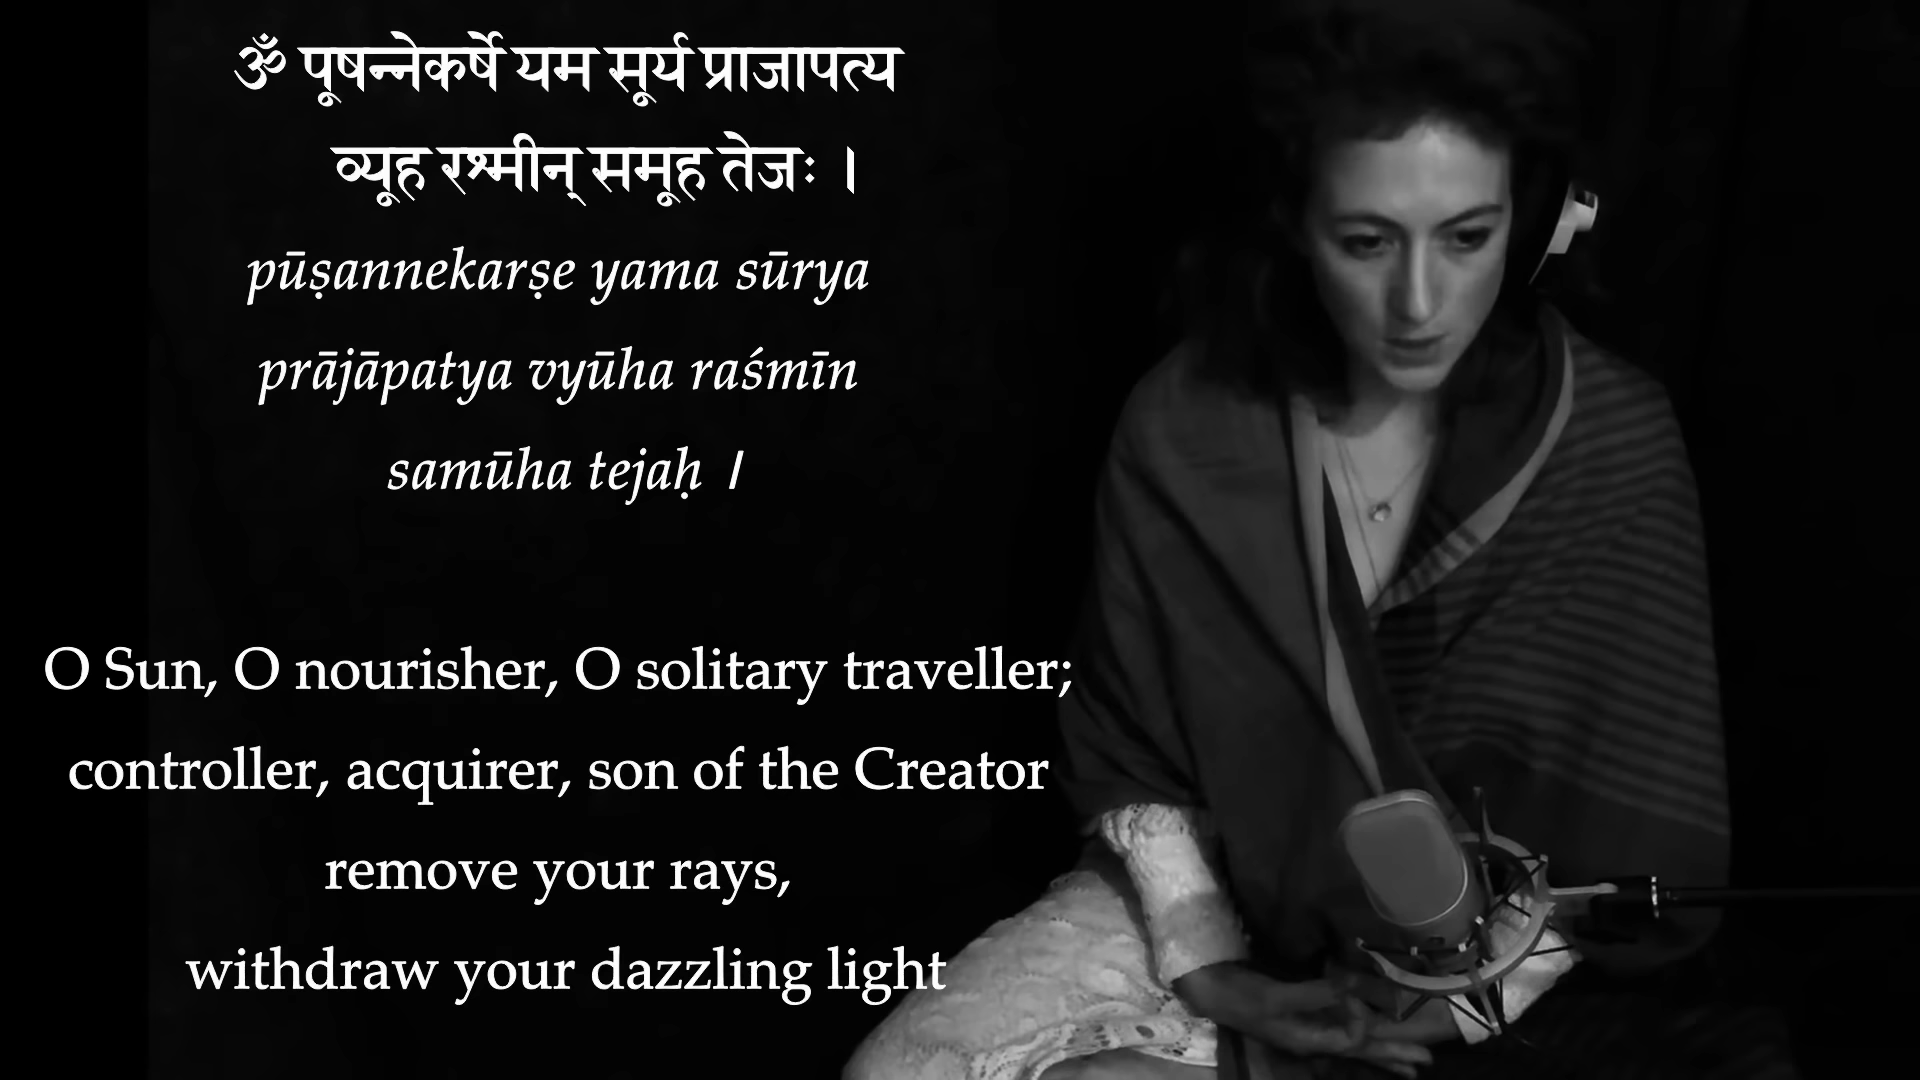 ॐ पूषन्नेकर्षे यम सूर्य प्राजापत्य
व्यूह रश्मीन् समूह तेजः ।
pūṣannekarṣe yama sūrya
prājāpatya vyūha raśmīn
samūha tejaḥ ।
O Sun, O nourisher, O solitary traveller;
controller, acquirer, son of the Creator
remove your rays,
withdraw your dazzling light